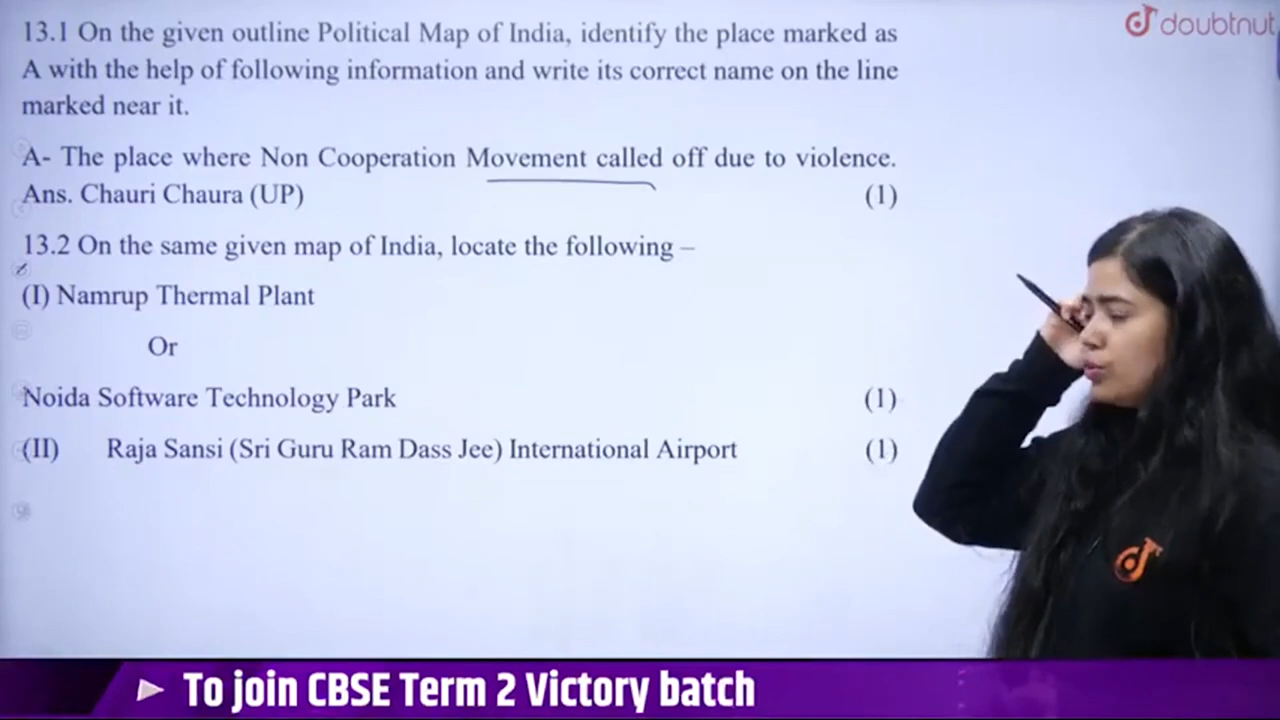 doubtnut
13.1 On the given outline Political Map of India, identify the place marked as
A with the help of following information and write its correct name on the line
marked near it.
A- The place where Non Cooperation Movement called off due to violence.
Ans. Chauri Chaura (UP) (1)
13.2 On the same given map of India, locate the following –
(I) Namrup Thermal Plant
Or
Noida Software Technology Park (1)
(II) Raja Sansi (Sri Guru Ram Dass Jee) International Airport (1)
To join CBSE Term 2 Victory batch